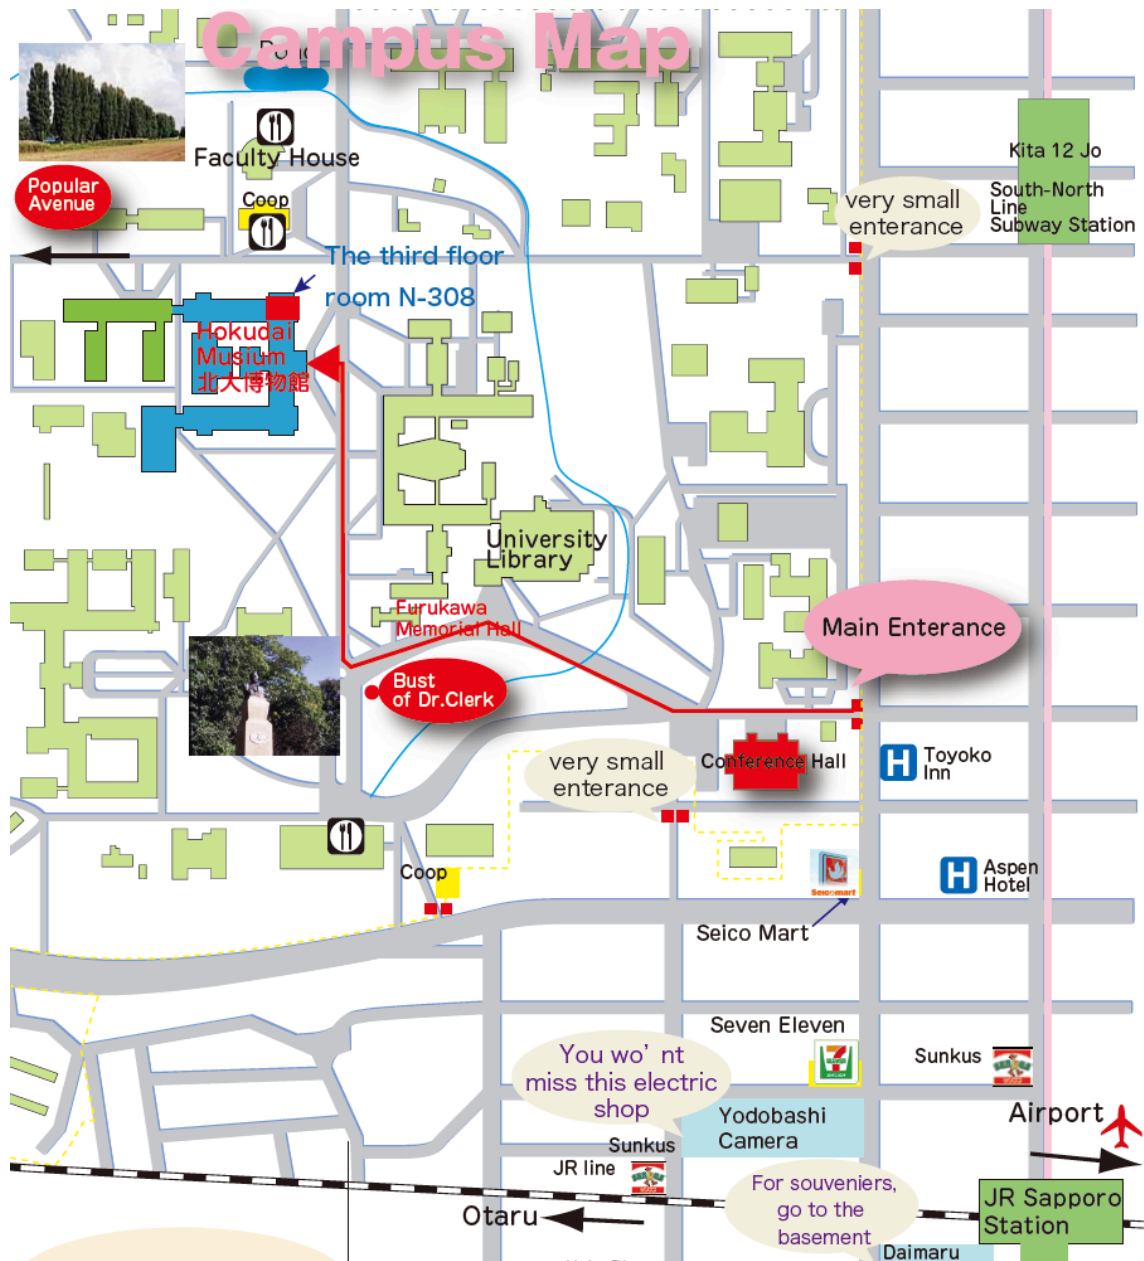 Campus Map
Pond
Faculty House
Popular
Avenue
Coop
Kita 12 Jo
South-North
Line
Subway Station
very small
enterance
The third floor
room N-308
Hokudai
Musium
北大博物館
University
Library
Furukawa
Memorial Hall
Main Enterance
Bust
of Dr.Clerk
Conference Hall
very small
enterance
Toyoko
Inn
H
Coop
Seicomart
Aspen
Hotel
H
Seico Mart
Seven Eleven
7
ELEVEN
Sunkus
You wo’nt
miss this electric
shop
Yodobashi
Camera
Airport
Sunkus
JR line
For souveniers,
go to the
basement
JR Sapporo
Station
Otaru
Daimaru